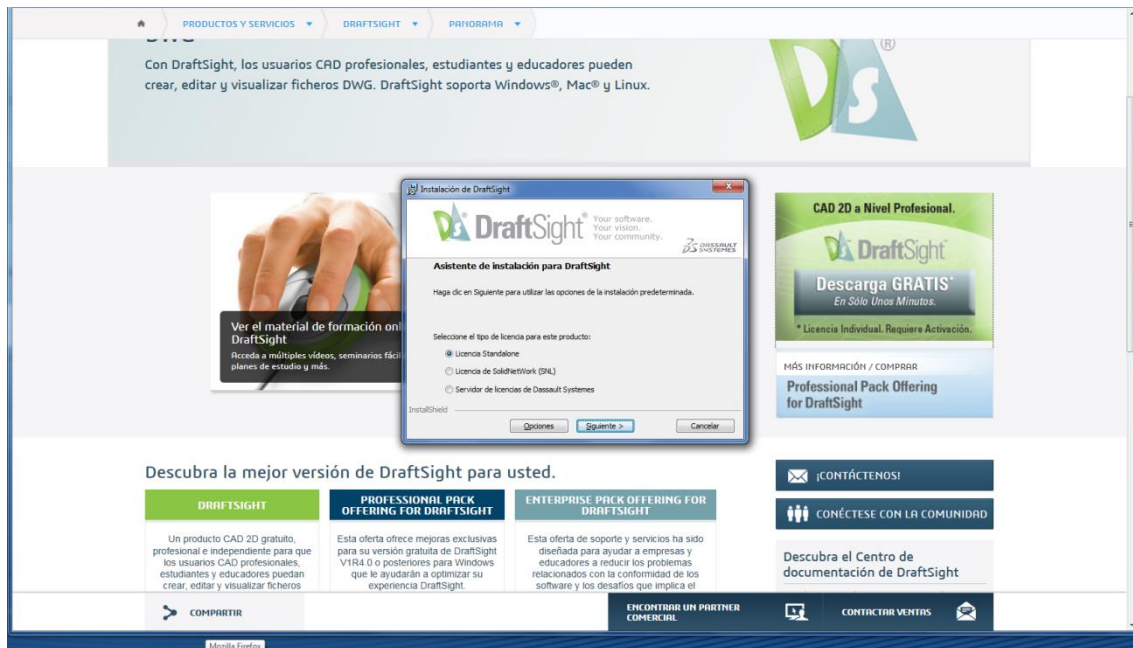 PRODUCTOS Y SERVICIOS
DRAFTSIGHT
PANORAMA
DWG
Con DraftSight, los usuarios CAD profesionales, estudiantes y educadores pueden
crear, editar y visualizar ficheros DWG. DraftSight soporta Windows®, Mac® y Linux.
®
Instalación de DraftSight
DraftSight®
Your software.
Your vision.
Your community.
DASSAULT
SYSTEMES
Asistente de instalación para DraftSight
Haga clic en Siguiente para utilizar las opciones de la instalación predeterminada.
Seleccione el tipo de licencia para este producto:
Licencia Standalone
Licencia de SolidNetWork (SNL)
Servidor de licencias de Dassault Systemes
InstallShield
Opciones
Siguiente >
Cancelar
Ver el material de formación onl
DraftSight
Acceda a múltiples vídeos, seminarios fáci
planes de estudio y más.
CAD 2D a Nivel Profesional.
DraftSight
Descarga GRATIS*
En Sólo Unos Minutos.
* Licencia Individual. Requiere Activación.
MÁS INFORMACIÓN / COMPRAR
Professional Pack Offering
for DraftSight
Descubra la mejor versión de DraftSight para usted.
DRAFTSIGHT
Un producto CAD 2D gratuito,
profesional e independiente para que
los usuarios CAD profesionales,
estudiantes y educadores puedan
crear, editar y visualizar ficheros
PROFESSIONAL PACK
OFFERING FOR DRAFTSIGHT
Esta oferta ofrece mejoras exclusivas
para su versión gratuita de DraftSight
V1R4.0 o posteriores para Windows
que le ayudarán a optimizar su
experiencia DraftSight.
ENTERPRISE PACK OFFERING FOR
DRAFTSIGHT
Esta oferta de soporte y servicios ha sido
diseñada para ayudar a empresas y
educadores a reducir los problemas
relacionados con la conformidad de los
software y los desafíos que implica el
¡CONTÁCTENOS!
CONÉCTESE CON LA COMUNIDAD
Descubra el Centro de
documentación de DraftSight
COMPARTIR
ENCONTRAR UN PARTNER
COMERCIAL
CONTACTAR VENTAS
Mozilla Firefox